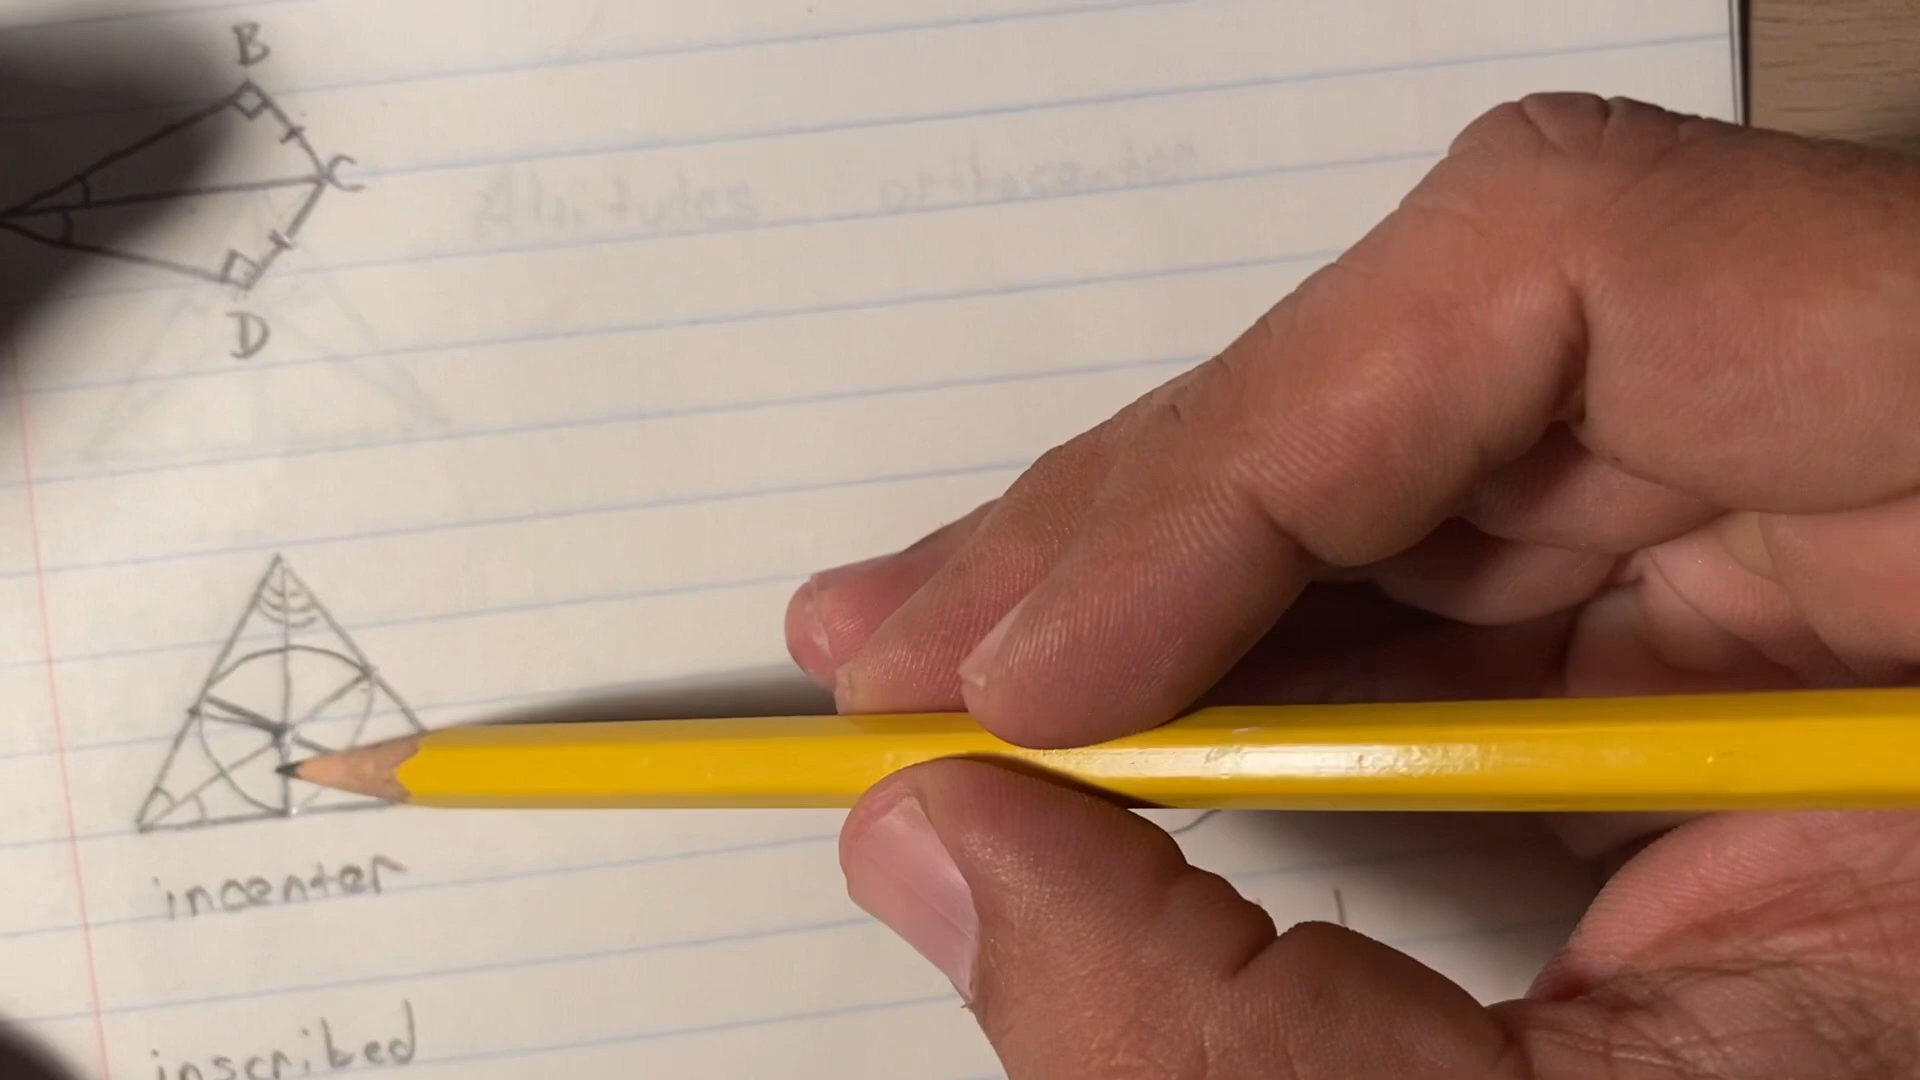 B
C
D
Altitudes orthocenter
incenter
inscribed